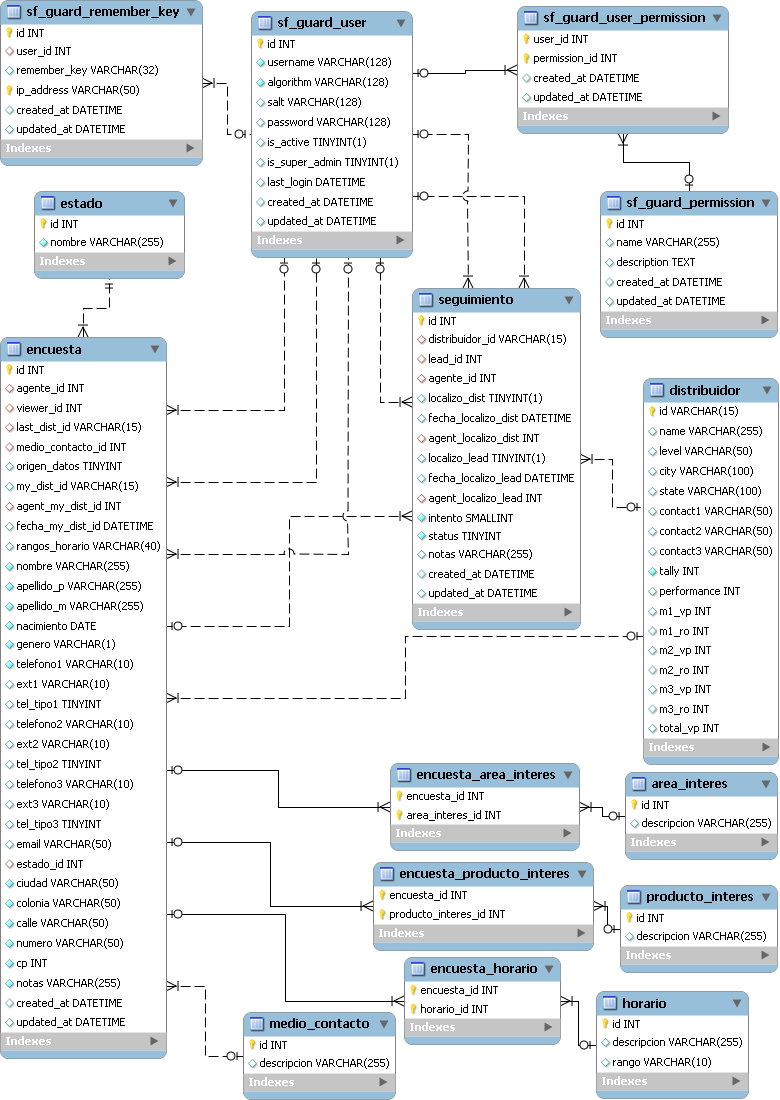 sf_guard_remember_key
id INT
user_id INT
remember_key VARCHAR(32)
ip_address VARCHAR(50)
created_at DATETIME
updated_at DATETIME
Indexes
sf_guard_user
id INT
username VARCHAR(128)
algorithm VARCHAR(128)
salt VARCHAR(128)
password VARCHAR(128)
is_active TINYINT(1)
is_super_admin TINYINT(1)
last_login DATETIME
created_at DATETIME
updated_at DATETIME
Indexes
sf_guard_user_permission
user_id INT
permission_id INT
created_at DATETIME
updated_at DATETIME
Indexes
estado
id INT
nombre VARCHAR(255)
Indexes
sf_guard_permission
id INT
name VARCHAR(255)
description TEXT
created_at DATETIME
updated_at DATETIME
Indexes
encuesta
id INT
agente_id INT
viewer_id INT
last_dist_id VARCHAR(15)
medio_contacto_id INT
origen_datos TINYINT
my_dist_id VARCHAR(15)
agent_my_dist_id INT
fecha_my_dist_id DATETIME
rangos_horario VARCHAR(40)
nombre VARCHAR(255)
apellido_p VARCHAR(255)
apellido_m VARCHAR(255)
nacimiento DATE
genero VARCHAR(1)
telefono1 VARCHAR(10)
ext1 VARCHAR(10)
tel_tipo1 TINYINT
telefono2 VARCHAR(10)
ext2 VARCHAR(10)
tel_tipo2 TINYINT
telefono3 VARCHAR(10)
ext3 VARCHAR(10)
tel_tipo3 TINYINT
email VARCHAR(50)
estado_id INT
ciudad VARCHAR(50)
colonia VARCHAR(50)
calle VARCHAR(50)
numero VARCHAR(50)
cp INT
notas VARCHAR(255)
created_at DATETIME
updated_at DATETIME
Indexes
seguimiento
id INT
distribuidor_id VARCHAR(15)
lead_id INT
agente_id INT
localizo_dist TINYINT(1)
fecha_localizo_dist DATETIME
agent_localizo_dist INT
localizo_lead TINYINT(1)
fecha_localizo_lead DATETIME
agent_localizo_lead INT
intento SMALLINT
status TINYINT
notas VARCHAR(255)
created_at DATETIME
updated_at DATETIME
Indexes
distribuidor
id VARCHAR(15)
name VARCHAR(255)
level VARCHAR(50)
city VARCHAR(100)
state VARCHAR(100)
contact1 VARCHAR(50)
contact2 VARCHAR(50)
contact3 VARCHAR(50)
tally INT
performance INT
m1_vp INT
m1_ro INT
m2_vp INT
m2_ro INT
m3_vp INT
m3_ro INT
total_vp INT
Indexes
encuesta_area_interes
encuesta_id INT
area_interes_id INT
Indexes
area_interes
id INT
descripcion VARCHAR(255)
Indexes
encuesta_producto_interes
encuesta_id INT
producto_interes_id INT
Indexes
producto_interes
id INT
descripcion VARCHAR(255)
Indexes
encuesta_horario
encuesta_id INT
horario_id INT
Indexes
horario
id INT
descripcion VARCHAR(255)
rango VARCHAR(10)
Indexes
medio_contacto
id INT
descripcion VARCHAR(255)
Indexes